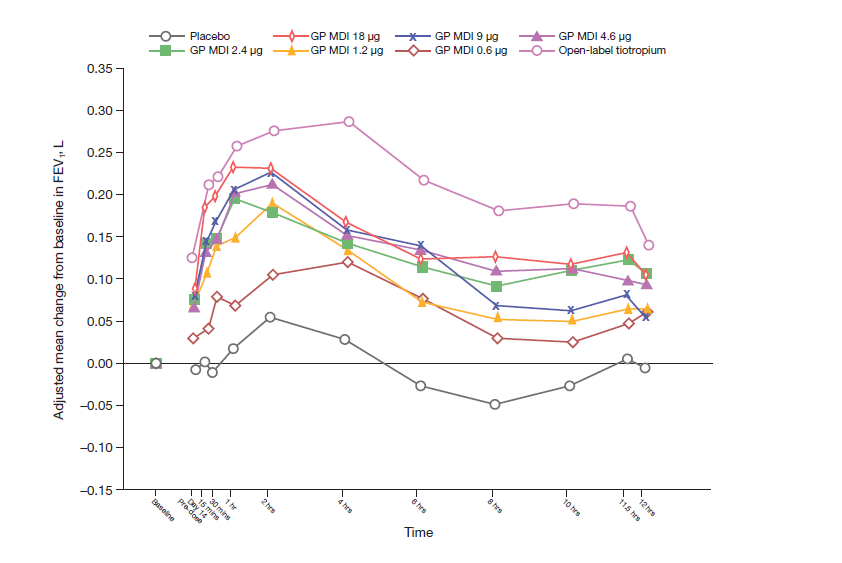 Placebo GP MDI 18 µg GP MDI 9 µg GP MDI 4.6 µg
GP MDI 2.4 µg GP MDI 1.2 µg GP MDI 0.6 µg Open-label tiotropium
Adjusted mean change from baseline in FEV₁, L
0.35
0.30
0.25
0.20
0.15
0.10
0.05
0.00
–0.05
–0.10
–0.15
Baseline
Pre-dose
Day 14
15 mins
30 mins
1 hr
2 hrs
4 hrs
6 hrs
8 hrs
10 hrs
11.5 hrs
12 hrs
Time